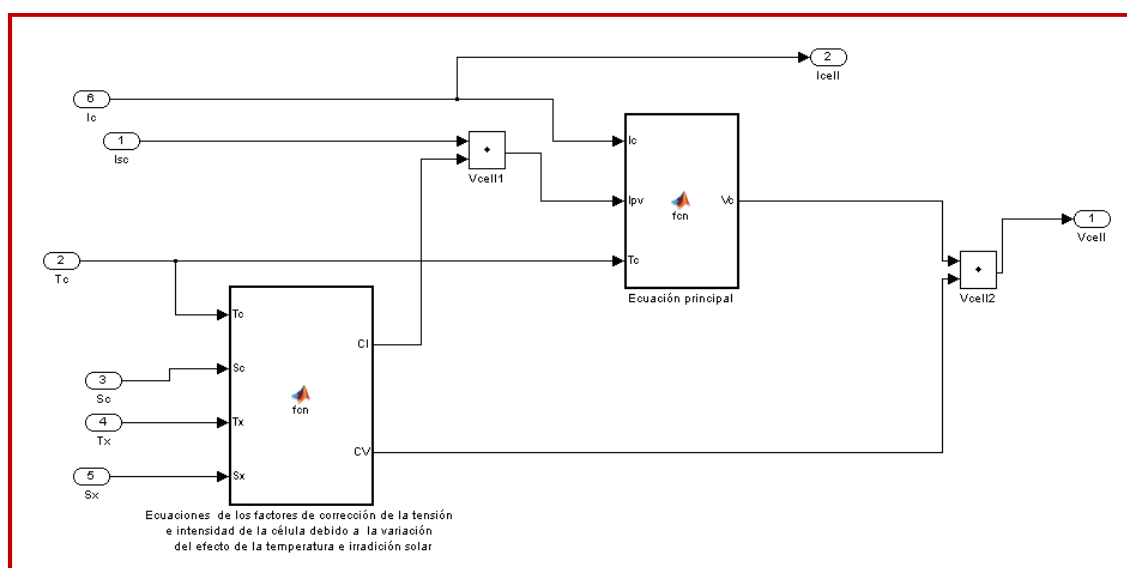 2
Icell
6
Ic
1
Isc
Vcell1
Ic
Ipv
Tc
fcn
Vc
Ecuación principal
1
Vcell
Vcell2
2
Tc
Tc
Sc
Tx
Sx
CI
CV
fcn
3
Sc
4
Tx
5
Sx
Ecuaciones de los factores de corrección de la tensión
e intensidad de la célula debido a la variación
del efecto de la temperatura e irradición solar